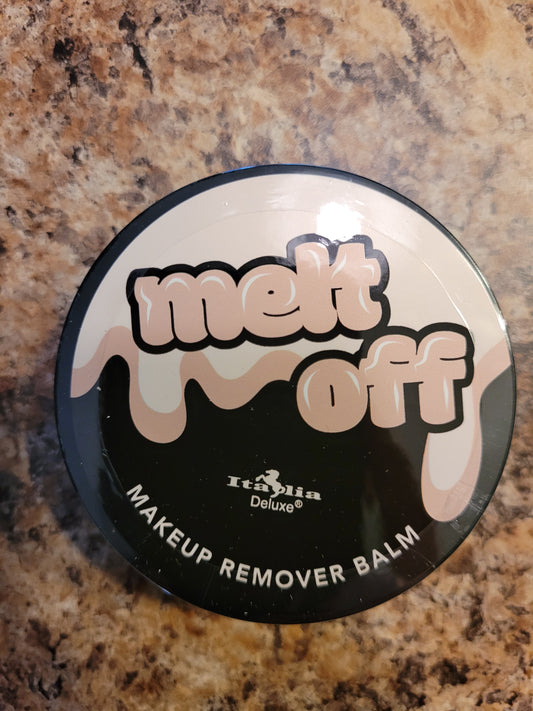 melt
off
Italia
Deluxe®
MAKEUP REMOVER BALM